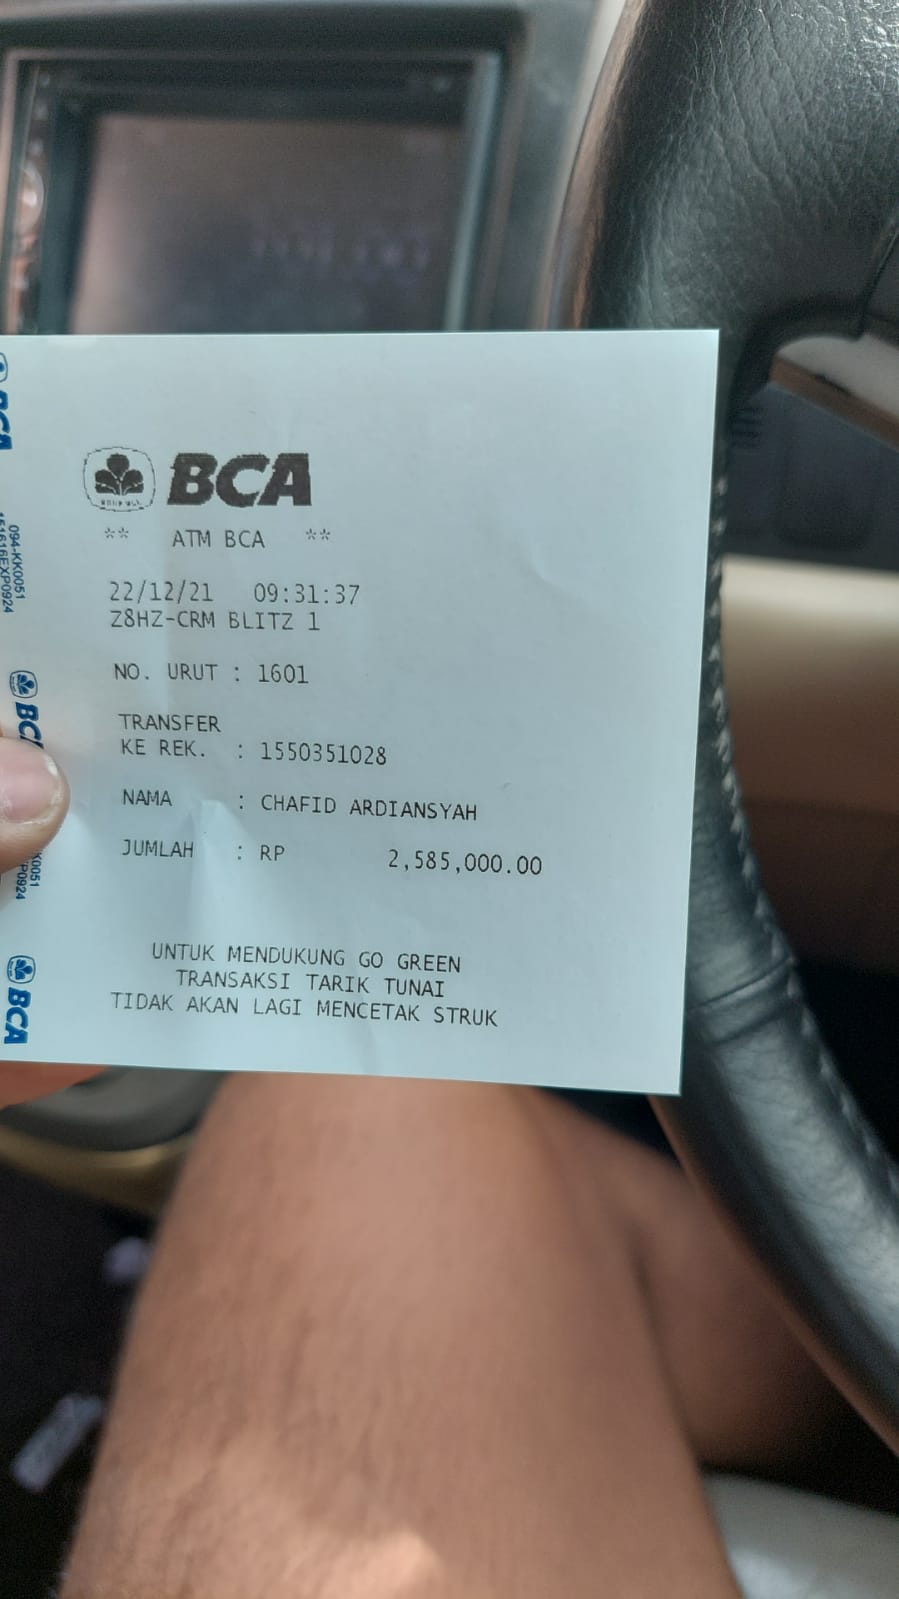 BCA
** ATM BCA **
22/12/21 09:31:37
Z8HZ-CRM BLITZ 1
NO. URUT : 1601
TRANSFER
KE REK. : 1550351028
NAMA : CHAFID ARDIANSYAH
JUMLAH : RP 2,585,000.00
UNTUK MENDUKUNG GO GREEN
TRANSAKSI TARIK TUNAI
TIDAK AKAN LAGI MENCETAK STRUK
BCA
094-KK0051
151616EXP0924
BCA
K0051
P0924
BCA